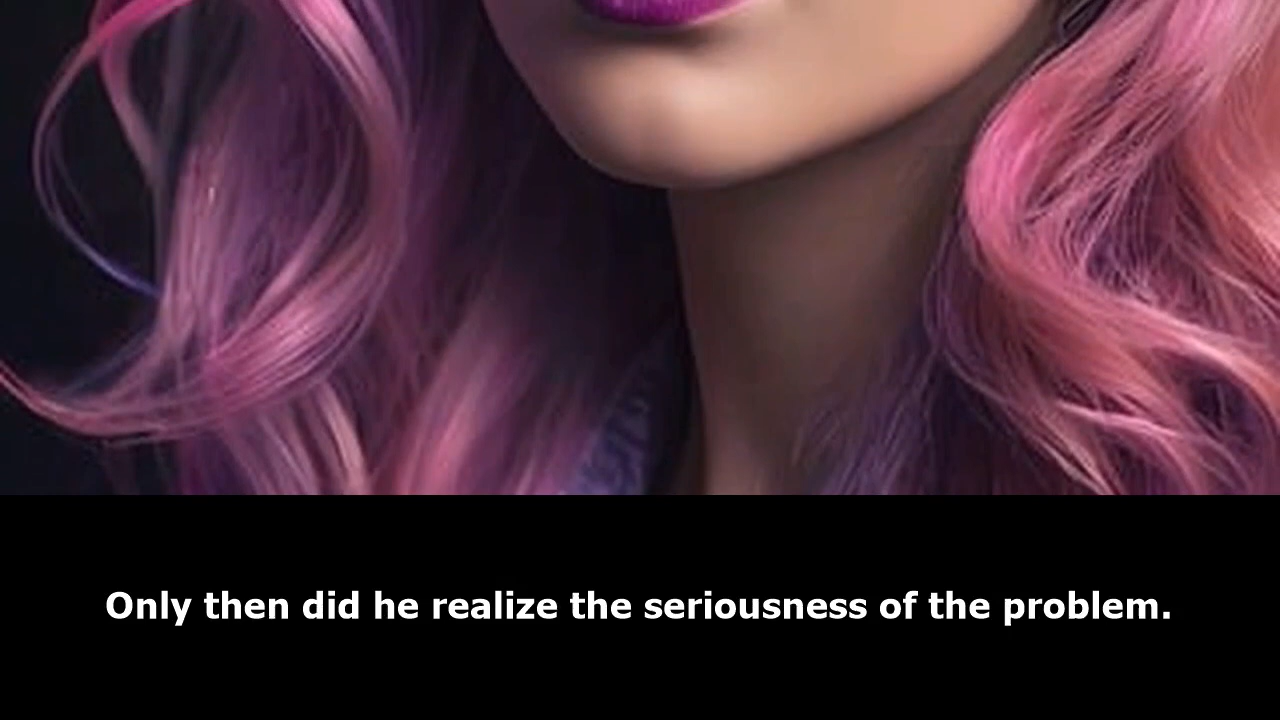 Only then did he realize the seriousness of the problem.